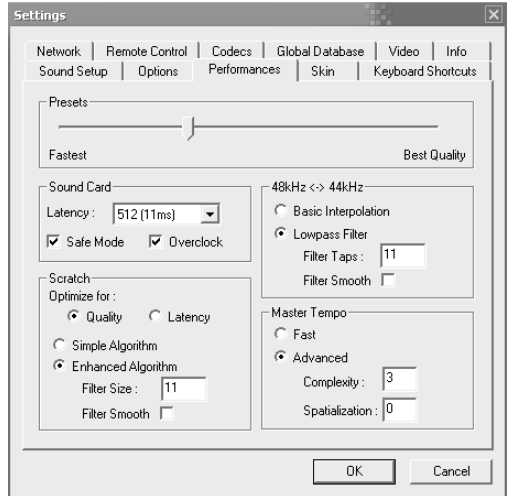 Settings
Network Remote Control Codecs Global Database Video Info
Sound Setup Options Performances Skin Keyboard Shortcuts
Presets
Fastest Best Quality
Sound Card
Latency : 512 (11ms)
Safe Mode Overclock
Scratch
Optimize for :
Quality Latency
Simple Algorithm
Enhanced Algorithm
Filter Size : 11
Filter Smooth
48kHz <-> 44kHz
Basic Interpolation
Lowpass Filter
Filter Taps : 11
Filter Smooth
Master Tempo
Fast
Advanced
Complexity : 3
Spatialization : 0
OK Cancel